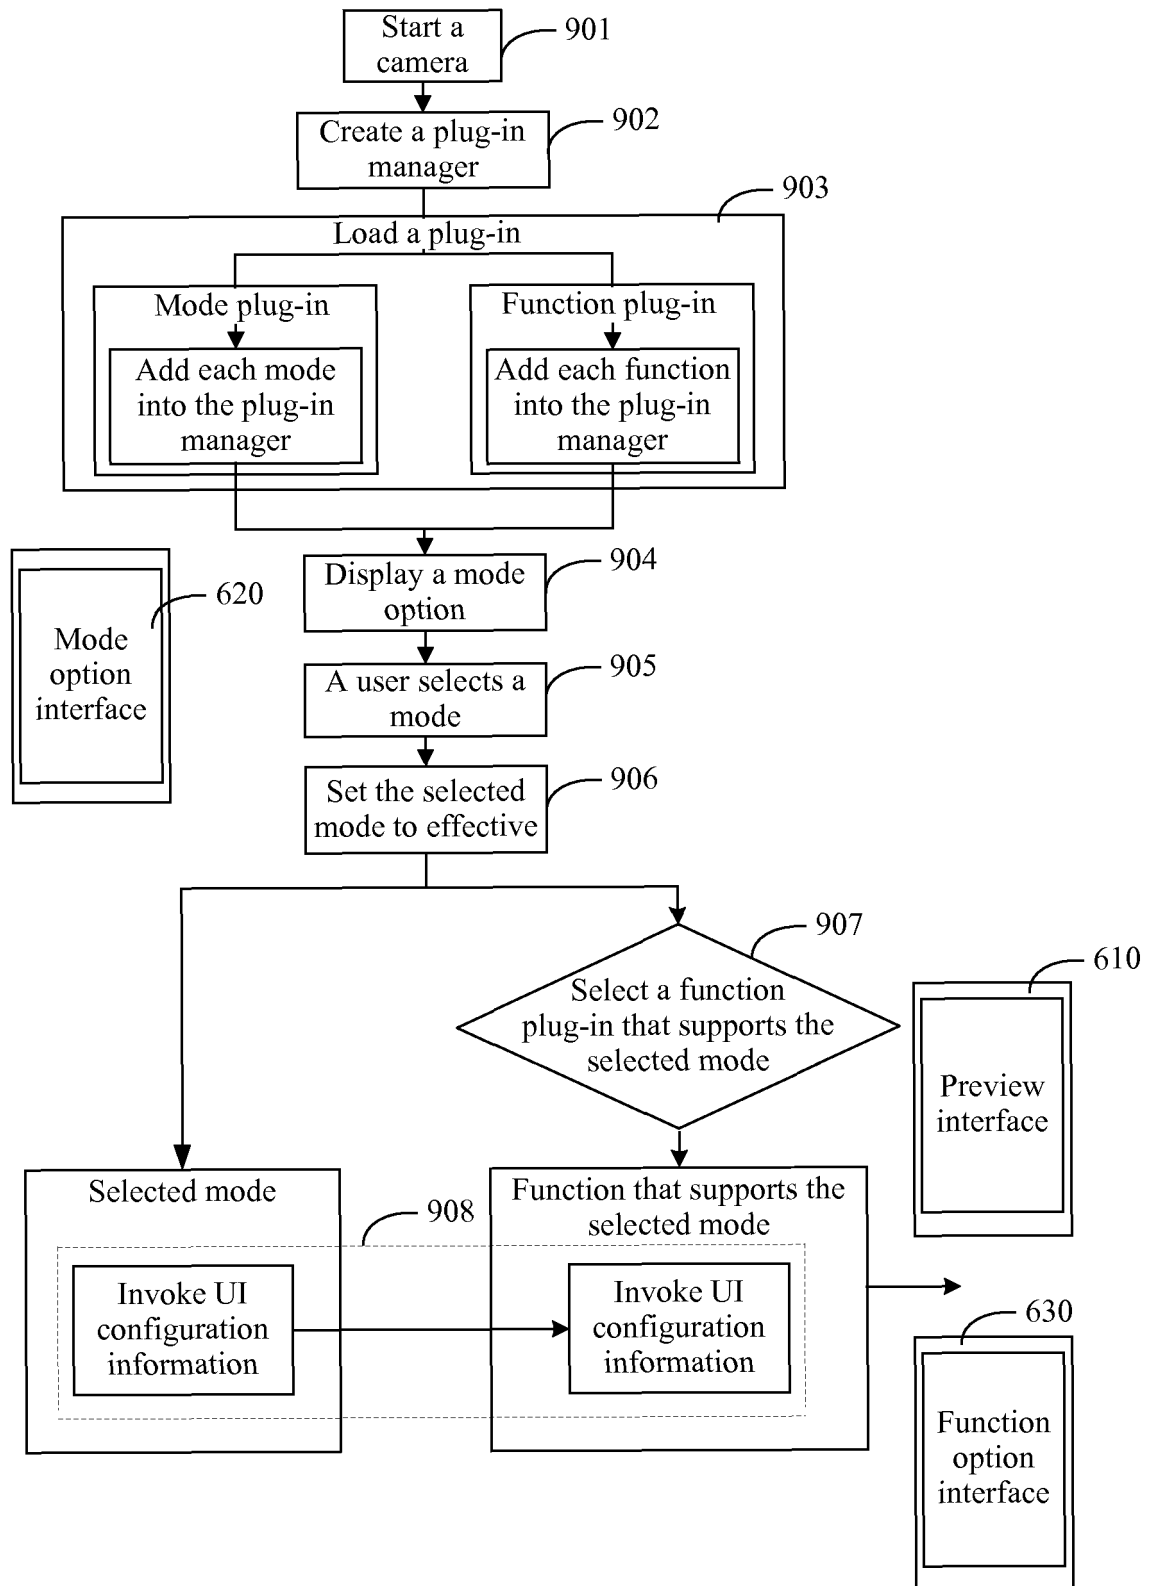 Start a
camera
901
Create a plug-in
manager
902
903
Load a plug-in
Mode plug-in
Add each mode
into the plug-in
manager
Function plug-in
Add each function
into the plug-in
manager
Display a mode
option
904
620
Mode
option
interface
A user selects a
mode
905
Set the selected
mode to effective
906
907
Select a function
plug-in that supports the
selected mode
610
Preview
interface
Selected mode
908
Invoke UI
configuration
information
Function that supports the
selected mode
Invoke UI
configuration
information
630
Function
option
interface